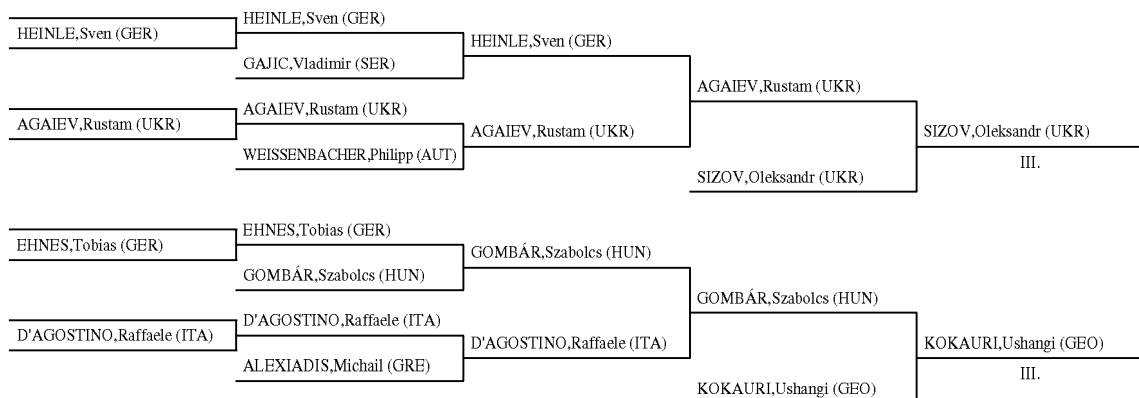 HEINLE,Sven (GER)
HEINLE,Sven (GER)
GAJIC,Vladimir (SER)
HEINLE,Sven (GER)
AGAIEV,Rustam (UKR)
AGAIEV,Rustam (UKR)
WEISSENBACHER,Philipp (AUT)
AGAIEV,Rustam (UKR)
AGAIEV,Rustam (UKR)
SIZOV,Oleksandr (UKR)
SIZOV,Oleksandr (UKR)
III.
EHNES,Tobias (GER)
EHNES,Tobias (GER)
GOMBÁR,Szabolcs (HUN)
GOMBÁR,Szabolcs (HUN)
D'AGOSTINO,Raffaele (ITA)
D'AGOSTINO,Raffaele (ITA)
ALEXIADIS,Michail (GRE)
D'AGOSTINO,Raffaele (ITA)
GOMBÁR,Szabolcs (HUN)
KOKAURI,Ushangi (GEO)
KOKAURI,Ushangi (GEO)
III.